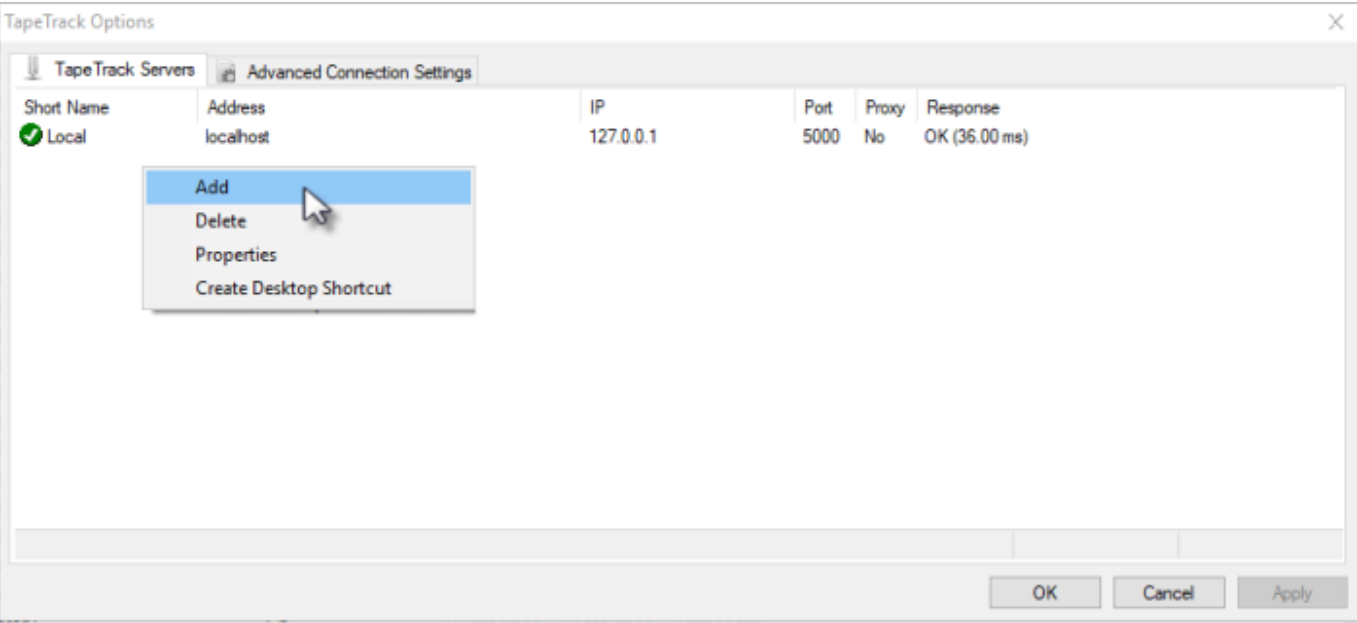 TapeTrack Options
TapeTrack Servers Advanced Connection Settings
Short Name Address IP Port Proxy Response
Local localhost 127.0.0.1 5000 No OK (36.00 ms)
Add
Delete
Properties
Create Desktop Shortcut
OK Cancel Apply